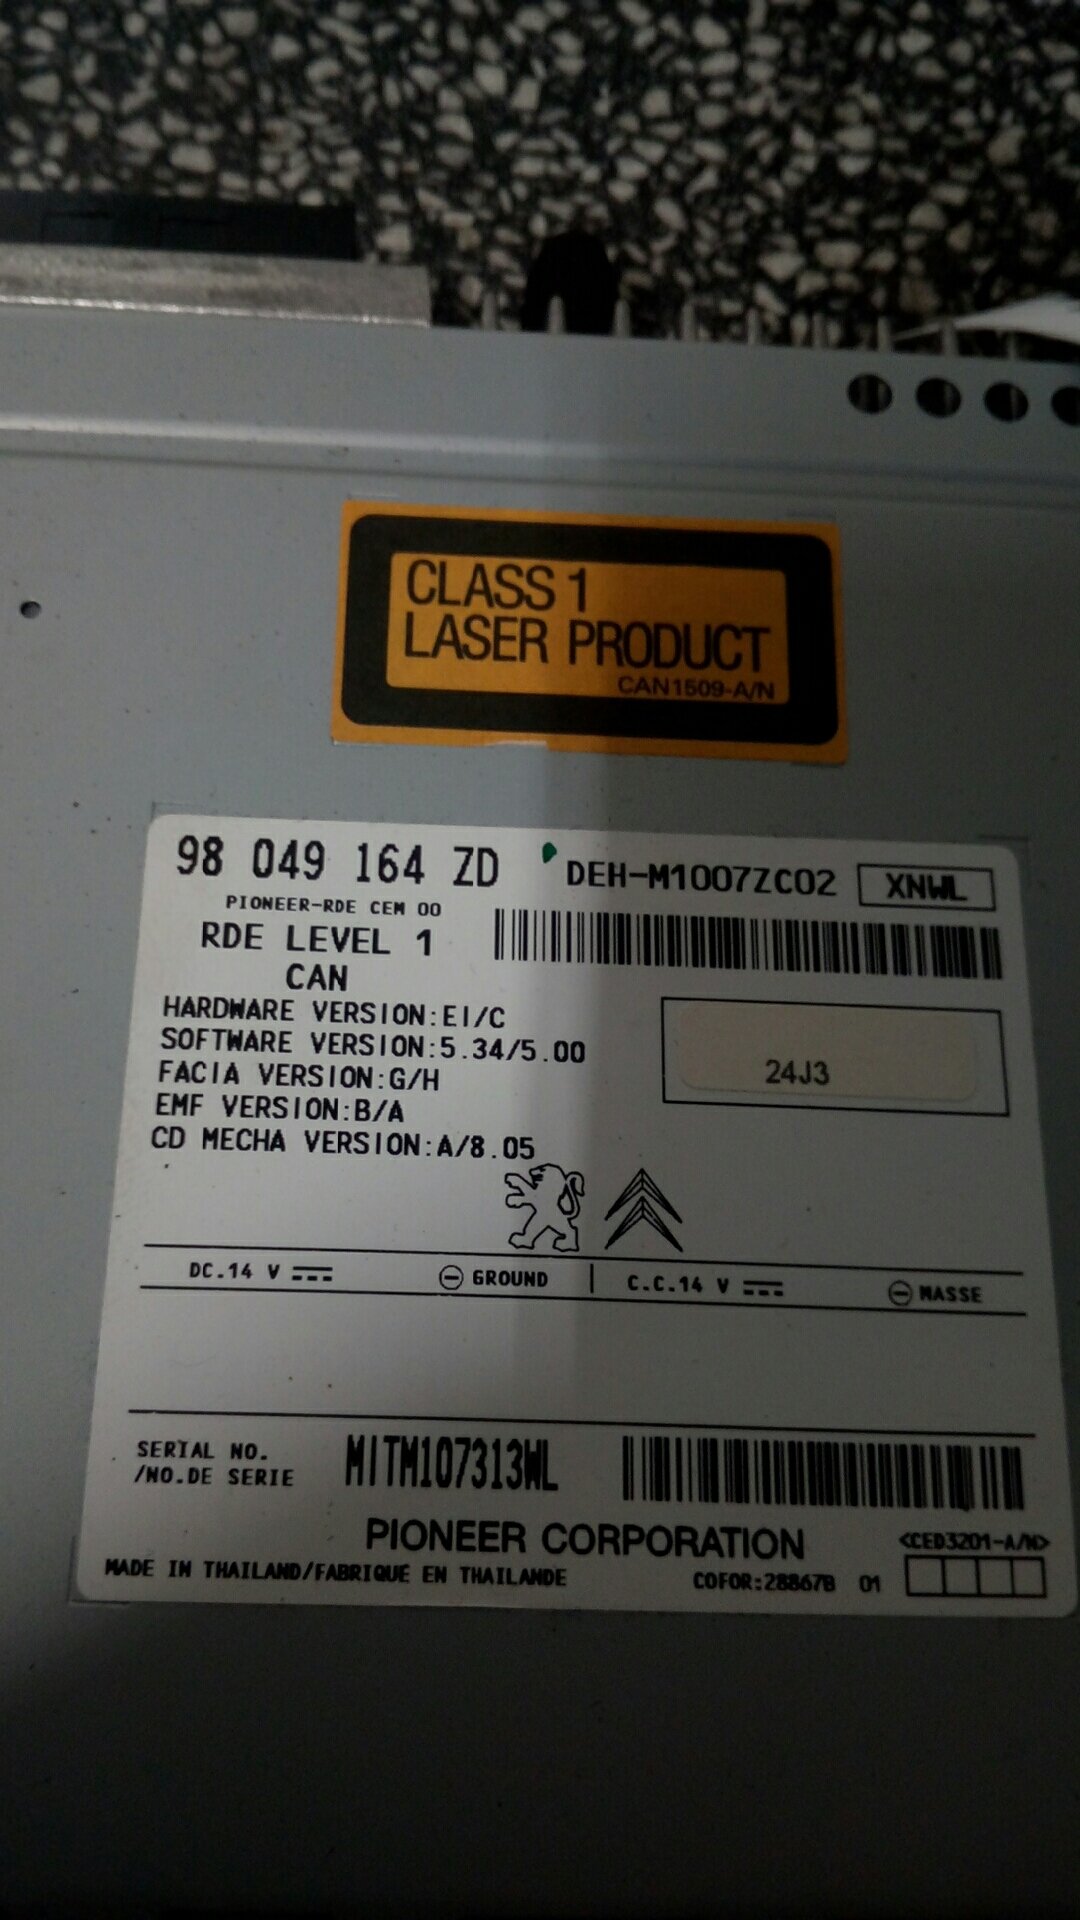 CLASS 1
LASER PRODUCT
CAN1509-A/N
98 049 164 ZD DEH-M1007ZC02 XNWL
PIONEER-RDE CEM 00
RDE LEVEL 1
CAN
HARDWARE VERSION:EI/C
SOFTWARE VERSION:5.34/5.00
24J3
FACIA VERSION:G/H
EMF VERSION:B/A
CD MECHA VERSION:A/8.05
DC.14 V GROUND C.C.14 V MASSE
SERIAL NO.
/NO.DE SERIE MITM107313WL
PIONEER CORPORATION <CED3201-A/N>
MADE IN THAILAND/FABRIQUÉ EN THAILANDE COFOR:28867B 01